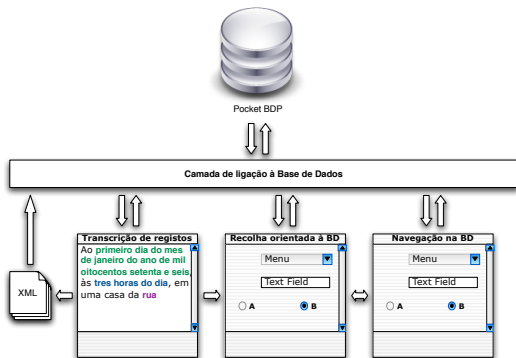 Pocket BDP
Camada de ligação à Base de Dados
Transcrição de registos
Ao primeiro dia do mes
de janeiro do ano de mil
oitocentos setenta e seis,
às tres horas do dia, em
uma casa da rua
Recolha orientada à BD
Menu
Text Field
A
B
Navegação na BD
Menu
Text Field
A
B
XML